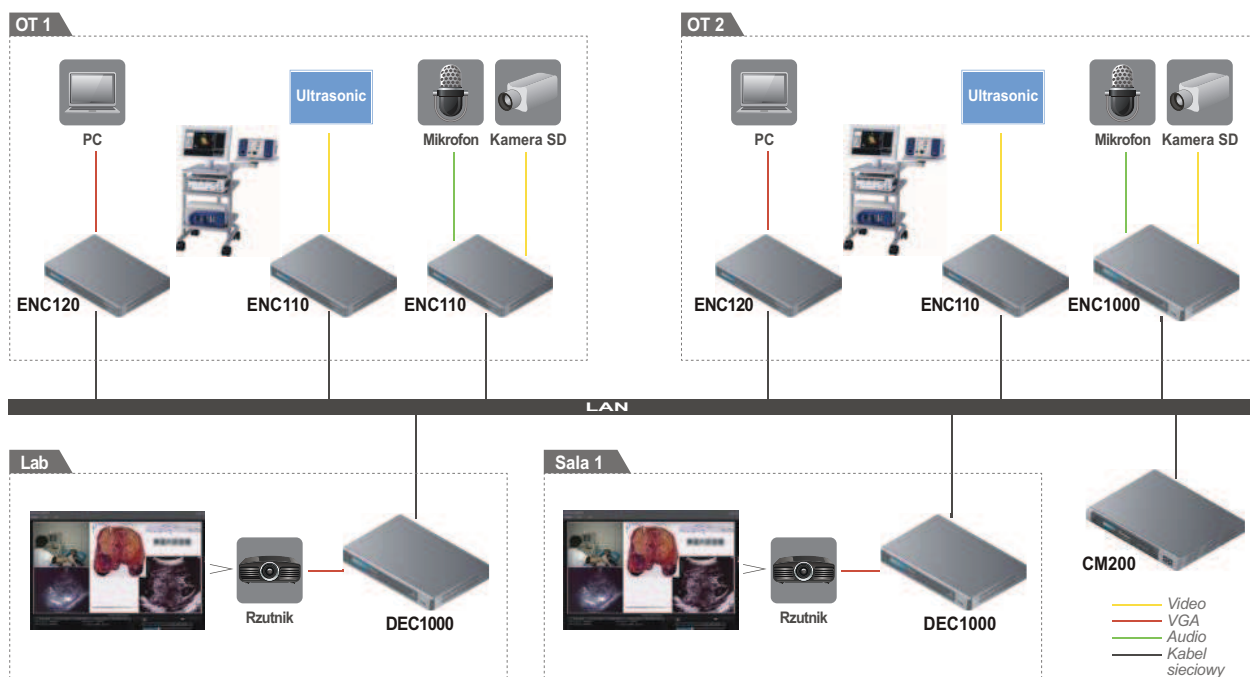 OT 1
OT 2
Ultrasonic
Ultrasonic
PC
Mikrofon
Kamera SD
PC
Mikrofon
Kamera SD
ENC120
ENC110
ENC110
ENC120
ENC110
ENC1000
LAN
Lab
Sala 1
Rzutnik
DEC1000
Rzutnik
DEC1000
CM200
Video
VGA
Audio
Kabel
sieciowy